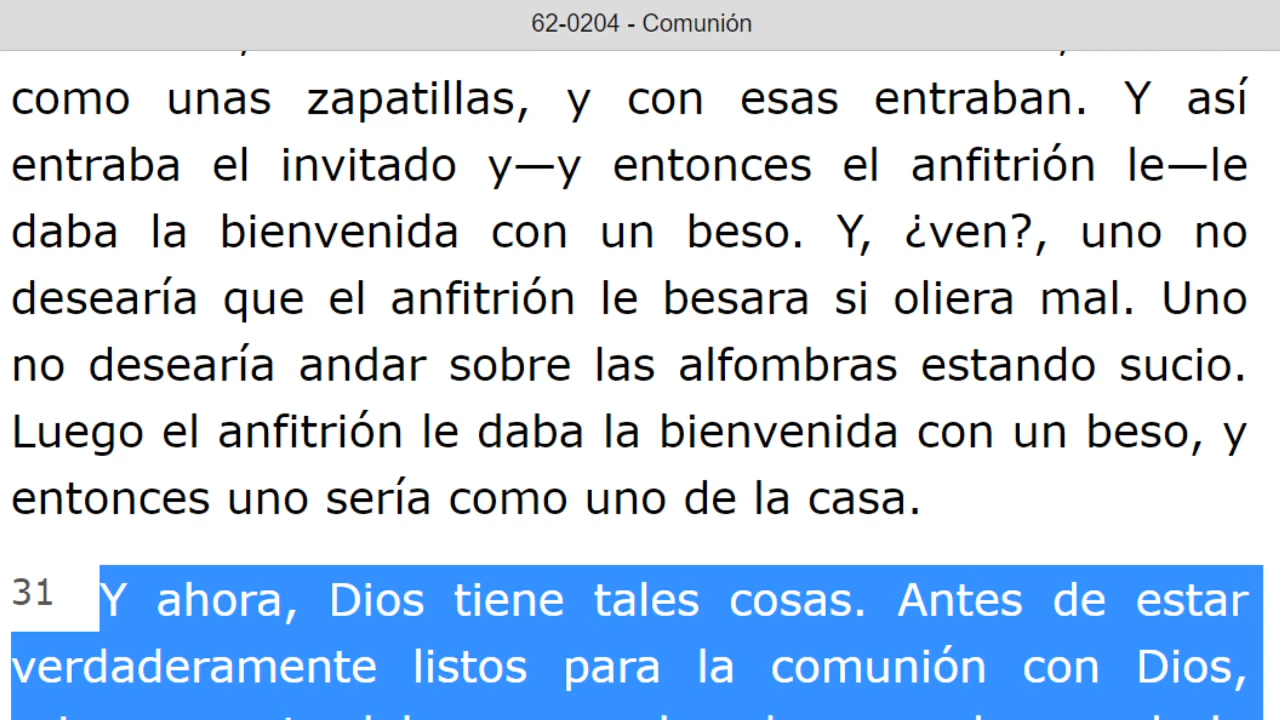 62-0204 - Comunión
como unas zapatillas, y con esas entraban. Y así
entraba el invitado y—y entonces el anfitrión le—le
daba la bienvenida con un beso. Y, ¿ven?, uno no
desearía que el anfitrión le besara si oliera mal. Uno
no desearía andar sobre las alfombras estando sucio.
Luego el anfitrión le daba la bienvenida con un beso, y
entonces uno sería como uno de la casa.
31 Y ahora, Dios tiene tales cosas. Antes de estar
verdaderamente listos para la comunión con Dios,